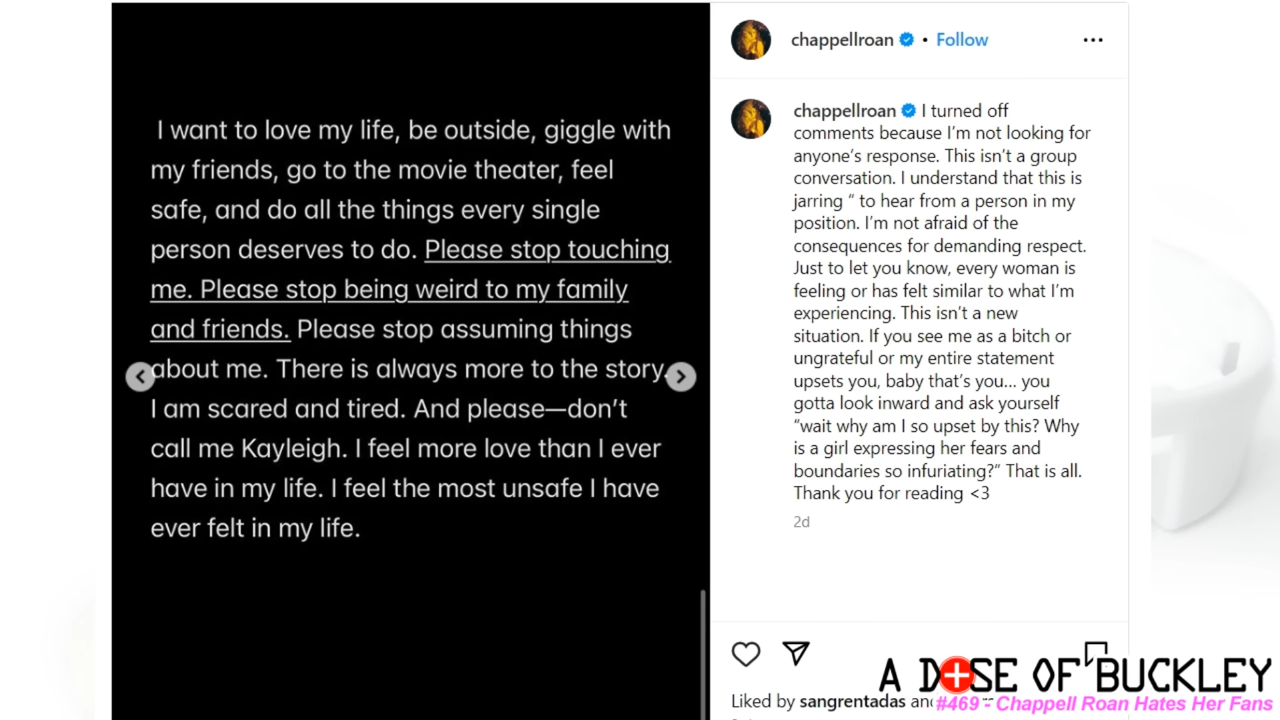 I want to love my life, be outside, giggle with
my friends, go to the movie theater, feel
safe, and do all the things every single
person deserves to do. Please stop touching
me. Please stop being weird to my family
and friends. Please stop assuming things
about me. There is always more to the story.
I am scared and tired. And please—don't
call me Kayleigh. I feel more love than I ever
have in my life. I feel the most unsafe I have
ever felt in my life.
chappellroan • Follow
chappellroan I turned off
comments because I'm not looking for
anyone's response. This isn't a group
conversation. I understand that this is
jarring " to hear from a person in my
position. I'm not afraid of the
consequences for demanding respect.
Just to let you know, every woman is
feeling or has felt similar to what I'm
experiencing. This isn't a new
situation. If you see me as a bitch or
ungrateful or my entire statement
upsets you, baby that's you... you
gotta look inward and ask yourself
"wait why am I so upset by this? Why
is a girl expressing her fears and
boundaries so infuriating?" That is all.
Thank you for reading <3
2d
Liked by sangrentadas
A DOSE OF BUCKLEY
#469 - Chappell Roan Hates Her Fans